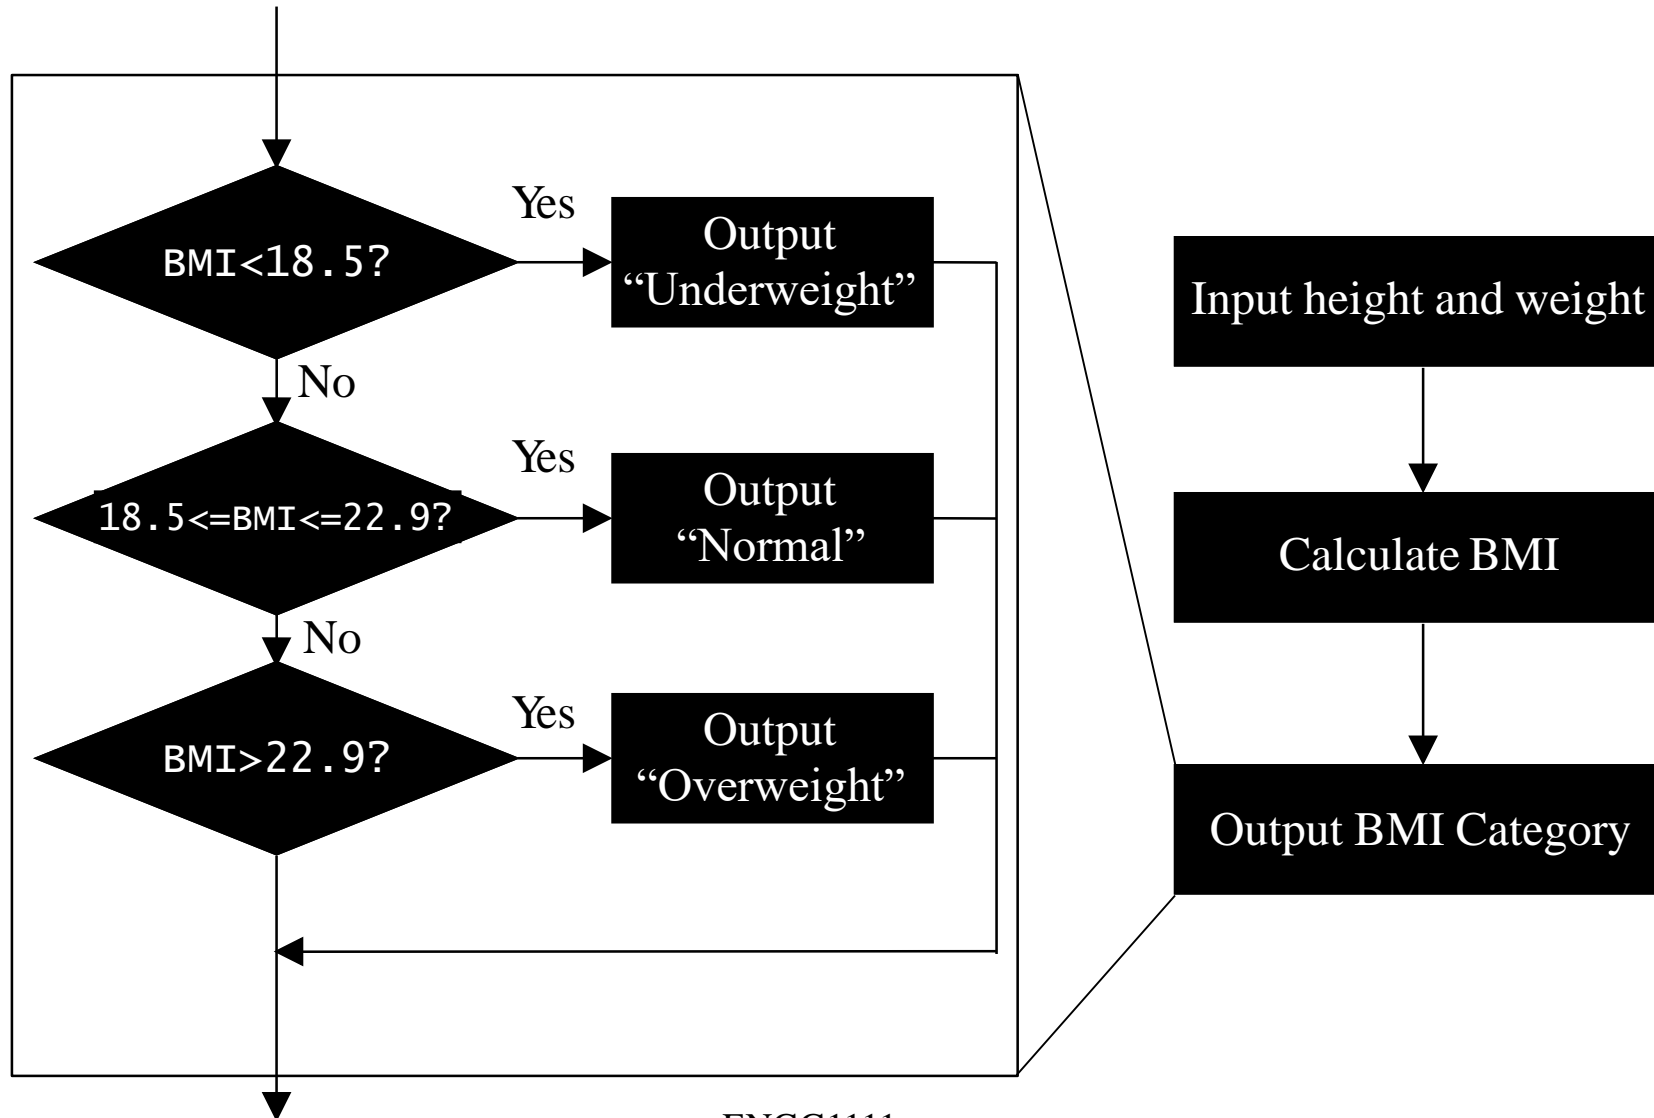 BMI<18.5?
Yes
Output
“Underweight”
No
18.5<=BMI<=22.9?
Yes
Output
“Normal”
No
BMI>22.9?
Yes
Output
“Overweight”
Input height and weight
Calculate BMI
Output BMI Category